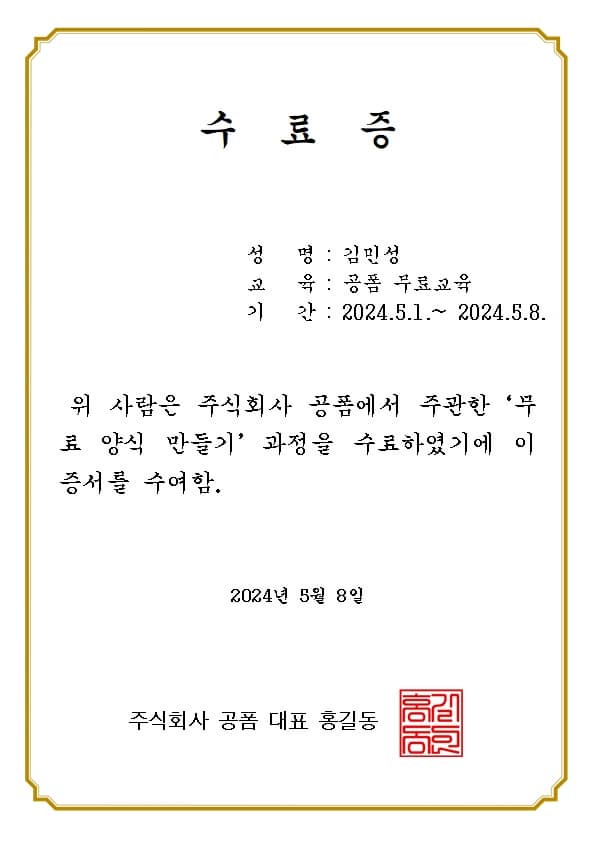 수 료 증
성 명 : 김민성
교 육 : 공폼 무료교육
기 간 : 2024.5.1.~ 2024.5.8.
위 사람은 주식회사 공폼에서 주관한 ‘무
료 양식 만들기’ 과정을 수료하였기에 이
증서를 수여함.
2024년 5월 8일
주식회사 공폼 대표 홍길동